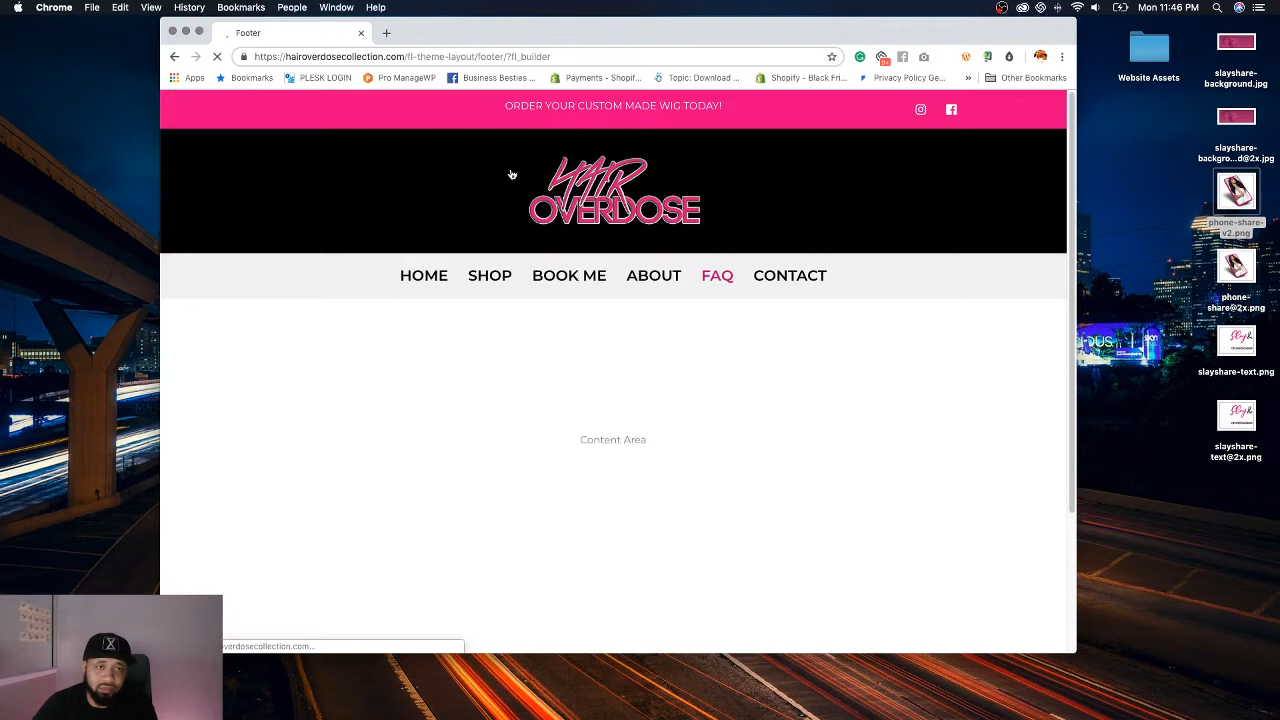 Chrome File Edit View History Bookmarks People Window Help
Mon 11:46 PM
Footer
https://hairoverdosecollection.com/fl-theme-layout/footer/?fl_builder
9+
Apps Bookmarks PLESK LOGIN Pro ManageWP Business Besties ... Payments - Shopif... Topic: Download ... Shopify - Black Fri... Privacy Policy Ge... » Other Bookmarks
ORDER YOUR CUSTOM MADE WIG TODAY!
HAIR
OVERDOSE
HOME SHOP BOOK ME ABOUT FAQ CONTACT
Content Area
verdosecollection.com...
Website Assets
slayshare-
background.jpg
slayshare-
backgro...d@2x.jpg
phone-share-
v2.png
phone-
share@2x.png
slayshare-text.png
slayshare-
text@2x.png